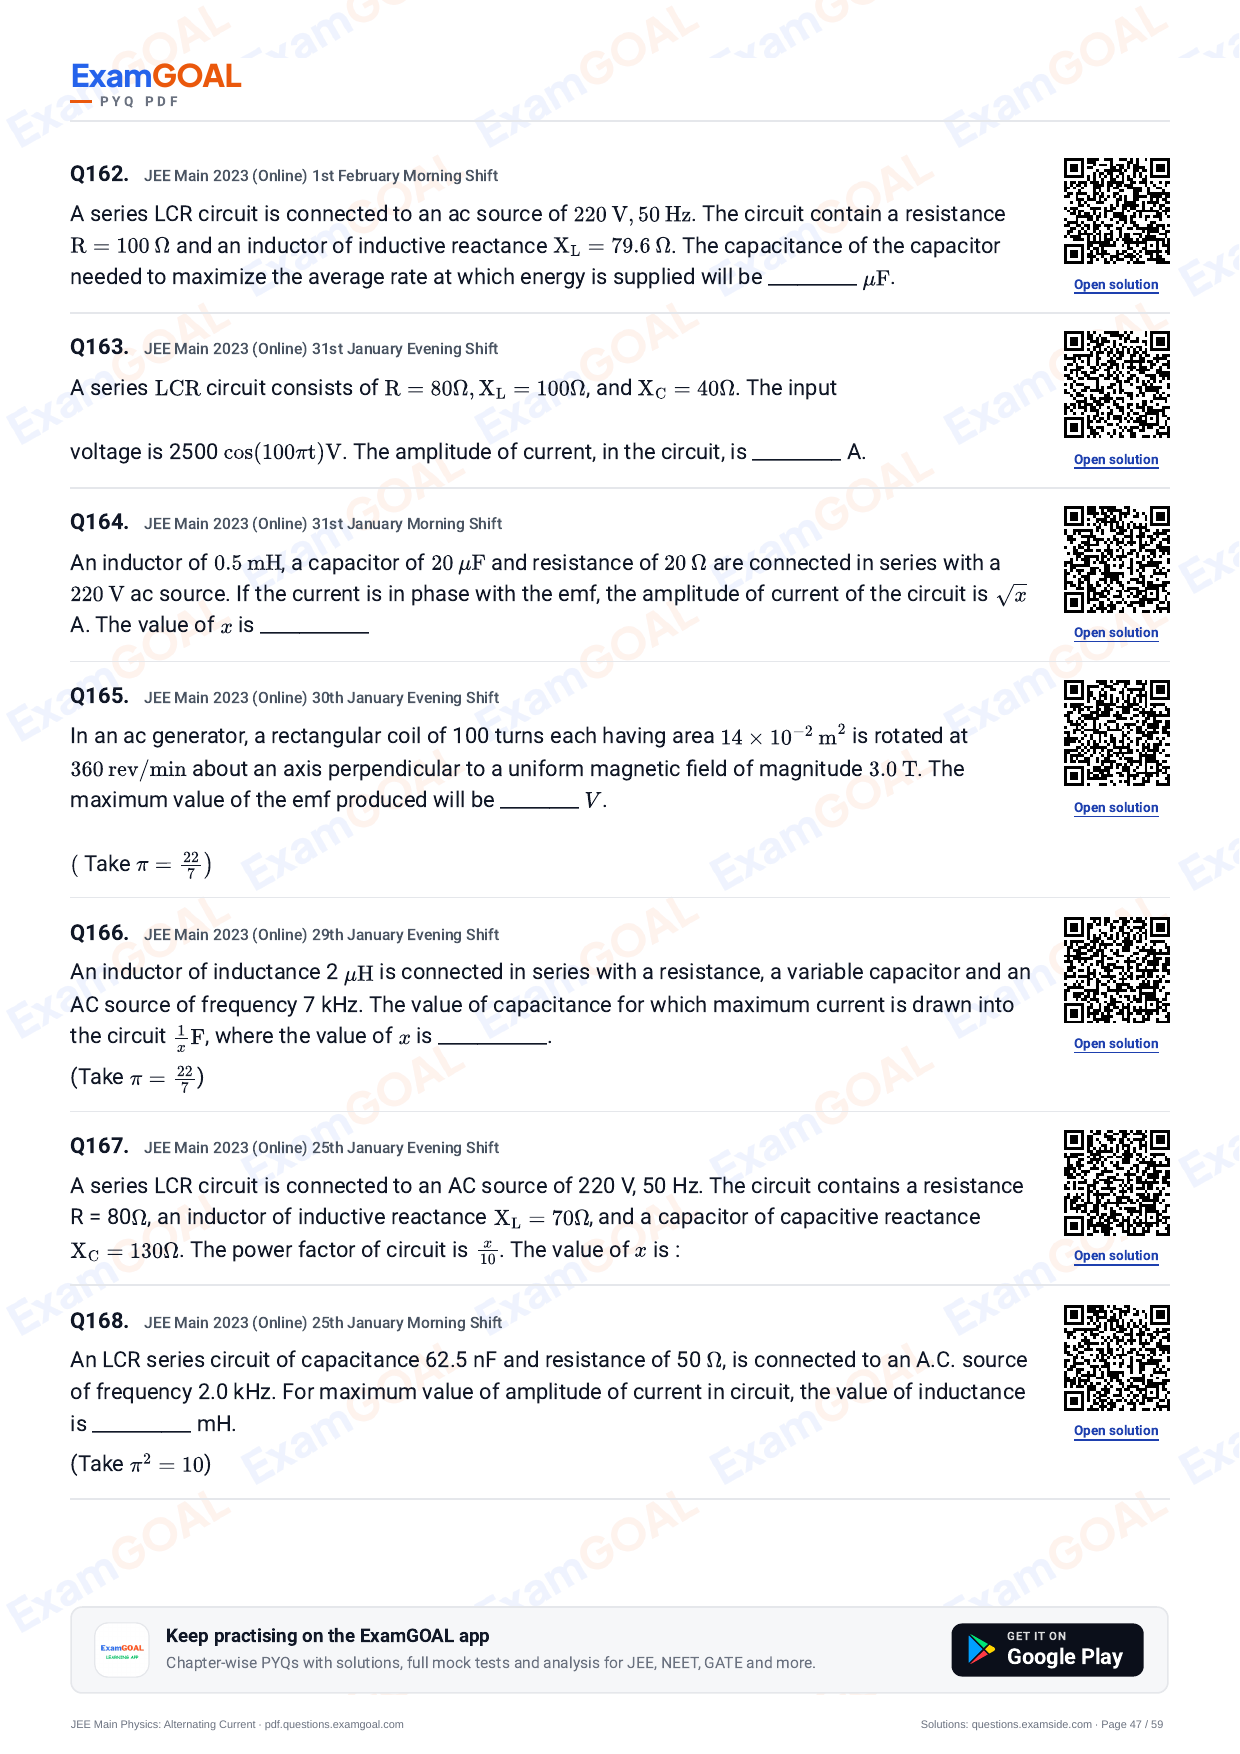 ExamGOAL
PYQ PDF
Q162. JEE Main 2023 (Online) 1st February Morning Shift
A series LCR circuit is connected to an ac source of 220 V, 50 Hz. The circuit contain a resistance
R = 100 Ω and an inductor of inductive reactance X_L = 79.6 Ω. The capacitance of the capacitor
needed to maximize the average rate at which energy is supplied will be ________ μF.
Open solution
Q163. JEE Main 2023 (Online) 31st January Evening Shift
A series LCR circuit consists of R = 80Ω, X_L = 100Ω, and X_C = 40Ω. The input
voltage is 2500 cos(100πt)V. The amplitude of current, in the circuit, is ________ A.
Open solution
Q164. JEE Main 2023 (Online) 31st January Morning Shift
An inductor of 0.5 mH, a capacitor of 20 μF and resistance of 20 Ω are connected in series with a
220 V ac source. If the current is in phase with the emf, the amplitude of current of the circuit is √x
A. The value of x is __________
Open solution
Q165. JEE Main 2023 (Online) 30th January Evening Shift
In an ac generator, a rectangular coil of 100 turns each having area 14 × 10⁻² m² is rotated at
360 rev/min about an axis perpendicular to a uniform magnetic field of magnitude 3.0 T. The
maximum value of the emf produced will be _______ V.
( Take π = 22/7)
Open solution
Q166. JEE Main 2023 (Online) 29th January Evening Shift
An inductor of inductance 2 μH is connected in series with a resistance, a variable capacitor and an
AC source of frequency 7 kHz. The value of capacitance for which maximum current is drawn into
the circuit 1/x F, where the value of x is __________.
(Take π = 22/7)
Open solution
Q167. JEE Main 2023 (Online) 25th January Evening Shift
A series LCR circuit is connected to an AC source of 220 V, 50 Hz. The circuit contains a resistance
R = 80Ω, an inductor of inductive reactance X_L = 70Ω, and a capacitor of capacitive reactance
X_C = 130Ω. The power factor of circuit is x/10. The value of x is :
Open solution
Q168. JEE Main 2023 (Online) 25th January Morning Shift
An LCR series circuit of capacitance 62.5 nF and resistance of 50 Ω, is connected to an A.C. source
of frequency 2.0 kHz. For maximum value of amplitude of current in circuit, the value of inductance
is _________ mH.
(Take π² = 10)
Open solution
ExamGOAL
LEARNING APP
Keep practising on the ExamGOAL app
Chapter-wise PYQs with solutions, full mock tests and analysis for JEE, NEET, GATE and more.
GET IT ON
Google Play
JEE Main Physics: Alternating Current · pdf.questions.examgoal.com
Solutions: questions.examside.com · Page 47 / 59